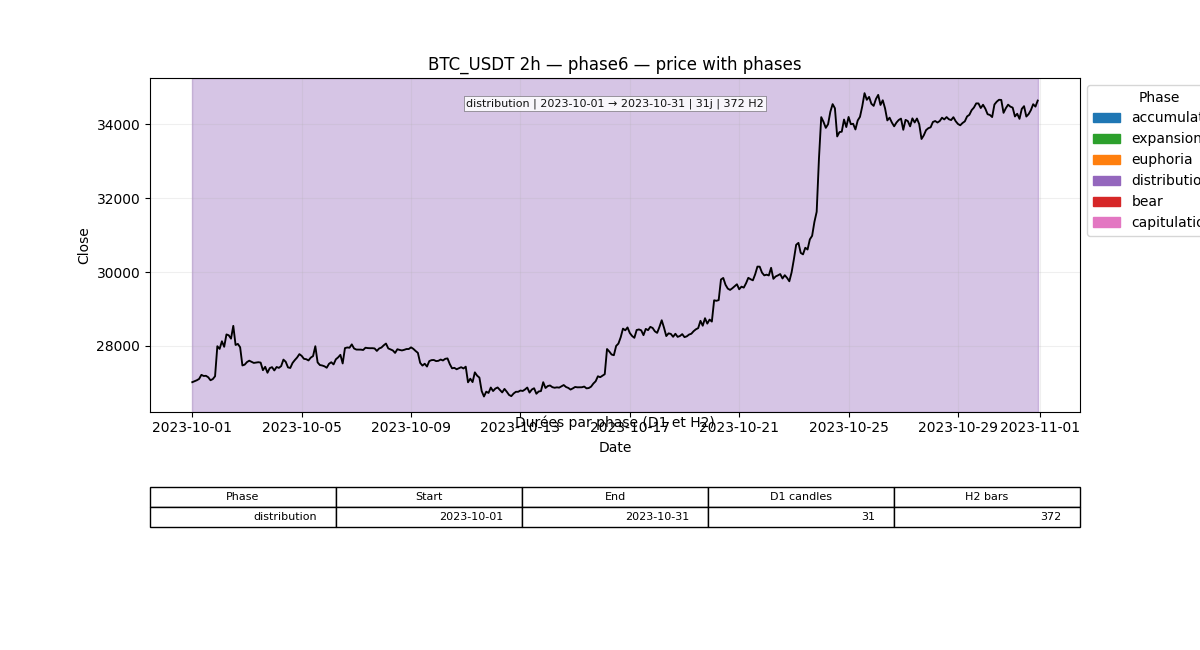 BTC_USDT 2h — phase6 — price with phases
distribution | 2023-10-01 → 2023-10-31 | 31j | 372 H2
Phase
accumulat
expansion
euphoria
distributio
bear
capitulatio
Close
34000
32000
30000
28000
2023-10-01 2023-10-05 2023-10-09 2023-10-13 2023-10-17 2023-10-21 2023-10-25 2023-10-29 2023-11-01
Durées par phase (D1 et H2)
Date
Phase Start End D1 candles H2 bars
distribution 2023-10-01 2023-10-31 31 372